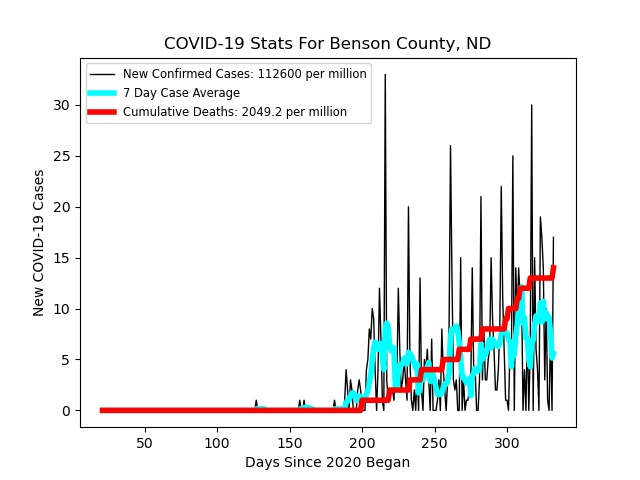 COVID-19 Stats For Benson County, ND
New Confirmed Cases: 112600 per million
7 Day Case Average
Cumulative Deaths: 2049.2 per million
New COVID-19 Cases
30
25
20
15
10
5
0
50 100 150 200 250 300
Days Since 2020 Began